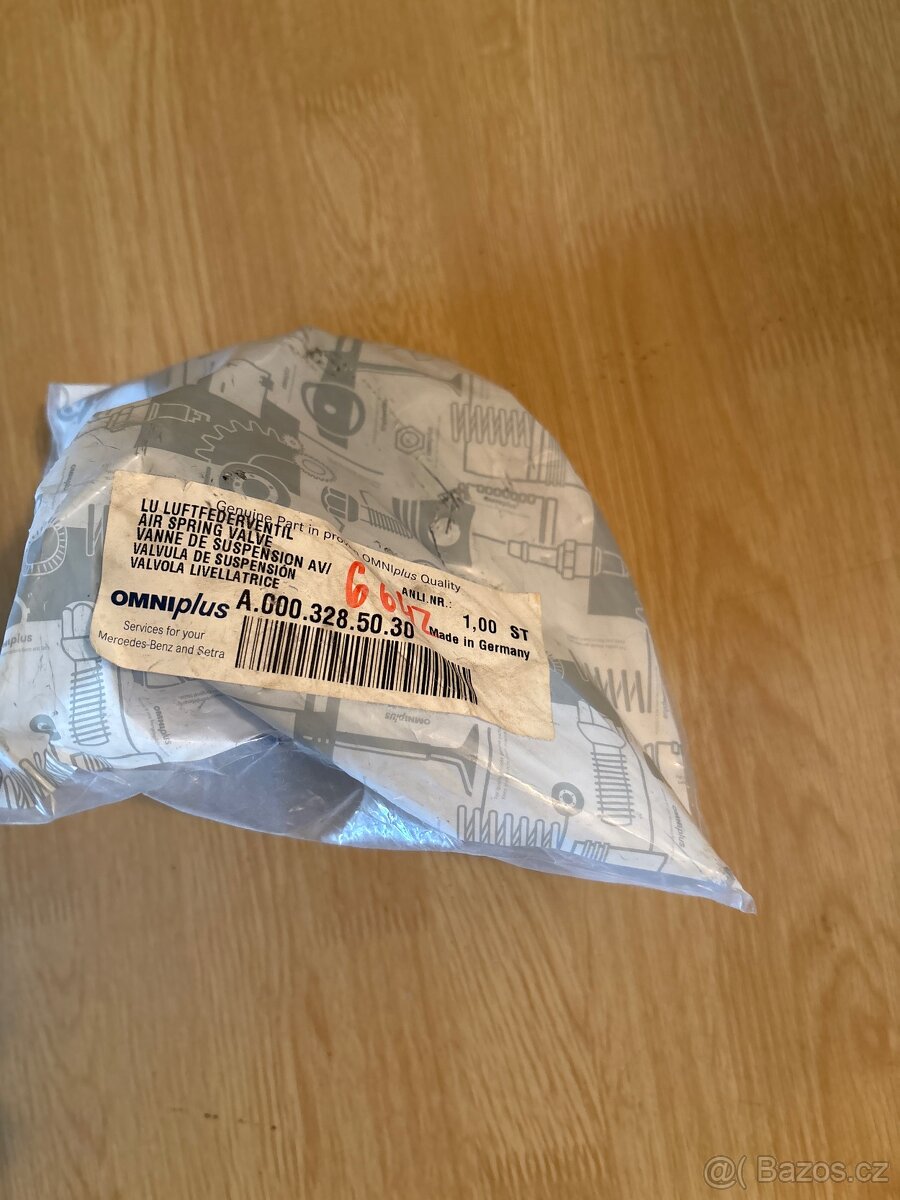 Genuine Part in proven OMNIplus Quality
LU LUFTFEDERVENTIL
AIR SPRING VALVE
VANNE DE SUSPENSION AV/
VALVULA DE SUSPENSIÓN
VALVOLA LIVELLATRICE
ANLI.NR.:
OMNIplus A.000.328.50.30 1,00 ST
Services for your
Mercedes-Benz and Setra
Made in Germany
@( Bazos.cz